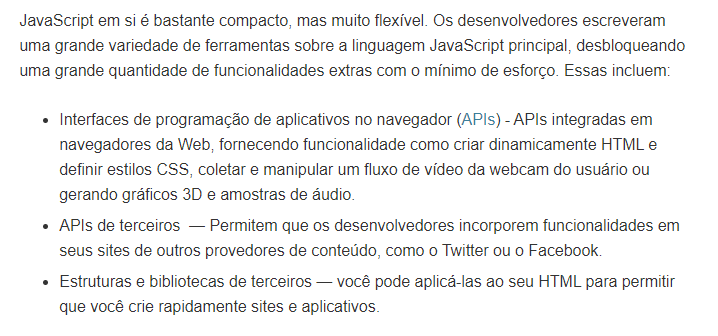 JavaScript em si é bastante compacto, mas muito flexível. Os desenvolvedores escreveram
uma grande variedade de ferramentas sobre a linguagem JavaScript principal, desbloqueando
uma grande quantidade de funcionalidades extras com o mínimo de esforço. Essas incluem:
• Interfaces de programação de aplicativos no navegador (APIs) - APIs integradas em
navegadores da Web, fornecendo funcionalidade como criar dinamicamente HTML e
definir estilos CSS, coletar e manipular um fluxo de vídeo da webcam do usuário ou
gerando gráficos 3D e amostras de áudio.
• APIs de terceiros — Permitem que os desenvolvedores incorporem funcionalidades em
seus sites de outros provedores de conteúdo, como o Twitter ou o Facebook.
• Estruturas e bibliotecas de terceiros — você pode aplicá-las ao seu HTML para permitir
que você crie rapidamente sites e aplicativos.